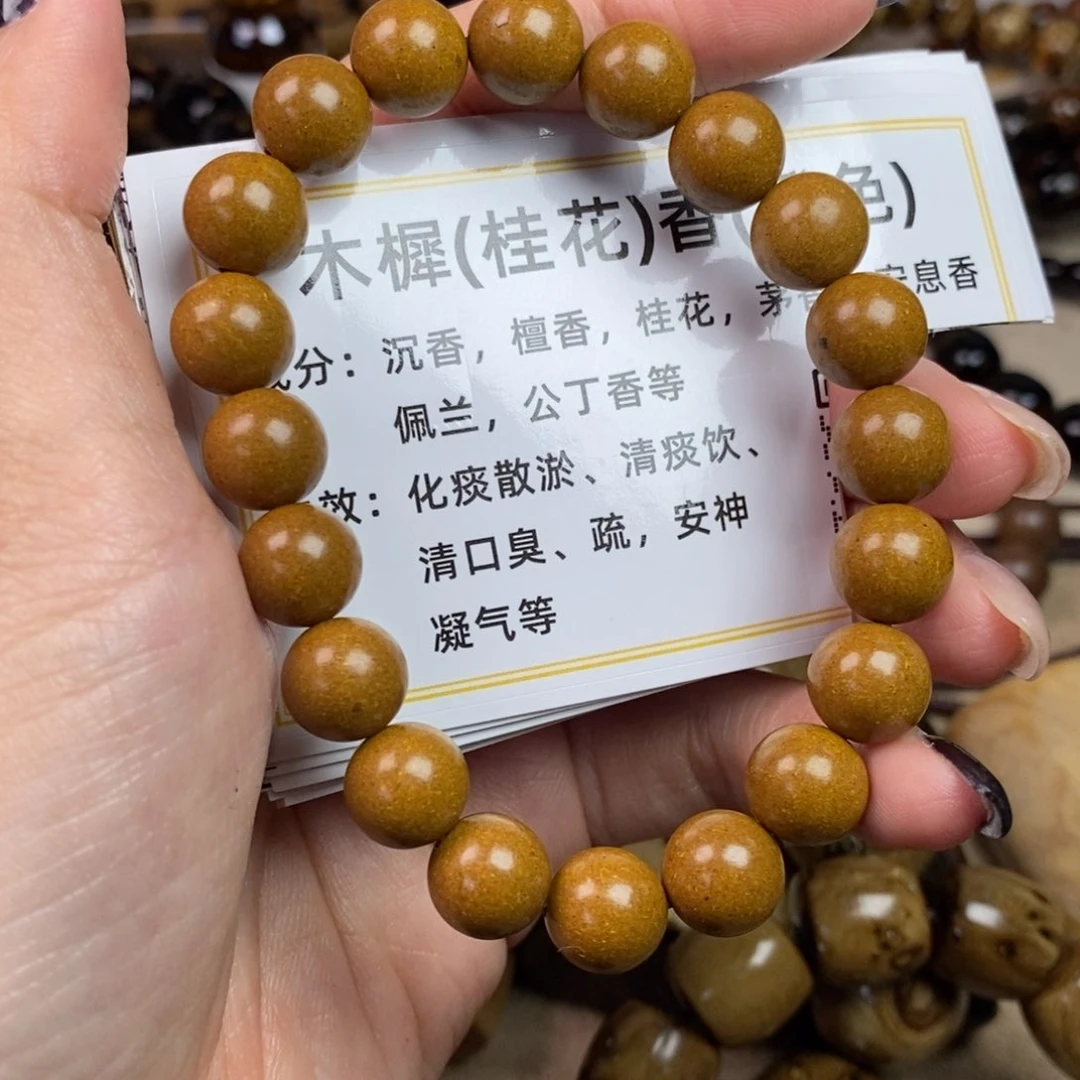 木樨(桂花)香(色)
分：沉香，檀香，桂花，茅息香
佩兰，公丁香等
效：化痰散淤、清痰饮、
清口臭、疏，安神
凝气等